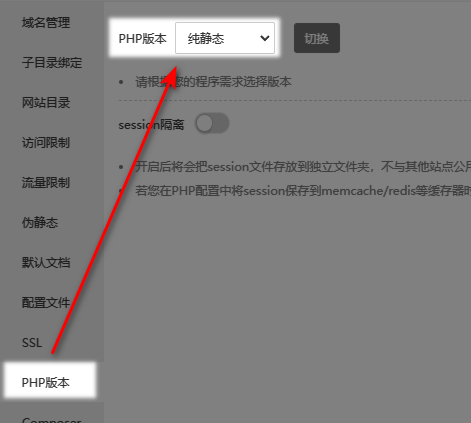 域名管理
子目录绑定
网站目录
访问限制
流量限制
伪静态
默认文档
配置文件
SSL
PHP版本
Composer
PHP版本 纯静态 切换
请根据您的程序需求选择版本
session隔离
开启后将会把session文件存放到独立文件夹，不与其他站点公用
若您在PHP配置中将session保存到memcache/redis等缓存器时